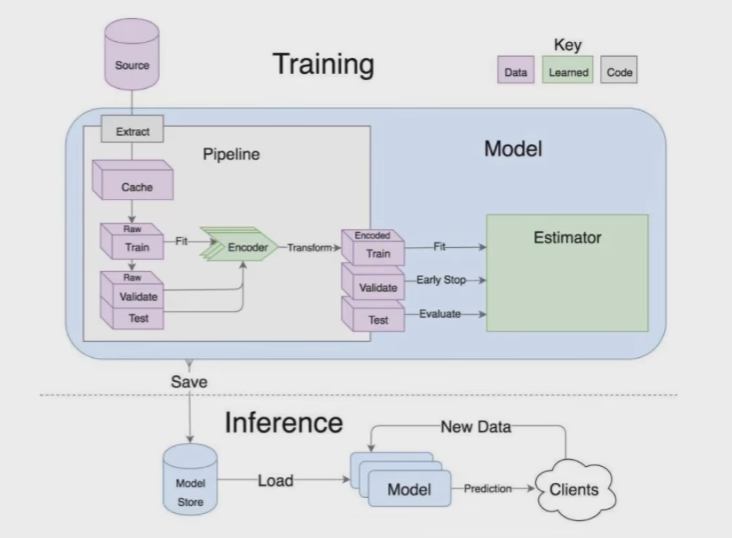 Source
Training
Key
Data
Learned
Code
Extract
Pipeline
Model
Cache
Raw
Train
Fit
Encoder
Transform
Encoded
Train
Fit
Estimator
Raw
Validate
Test
Validate
Early Stop
Test
Evaluate
Save
Inference
New Data
Model
Store
Load
Model
Prediction
Clients